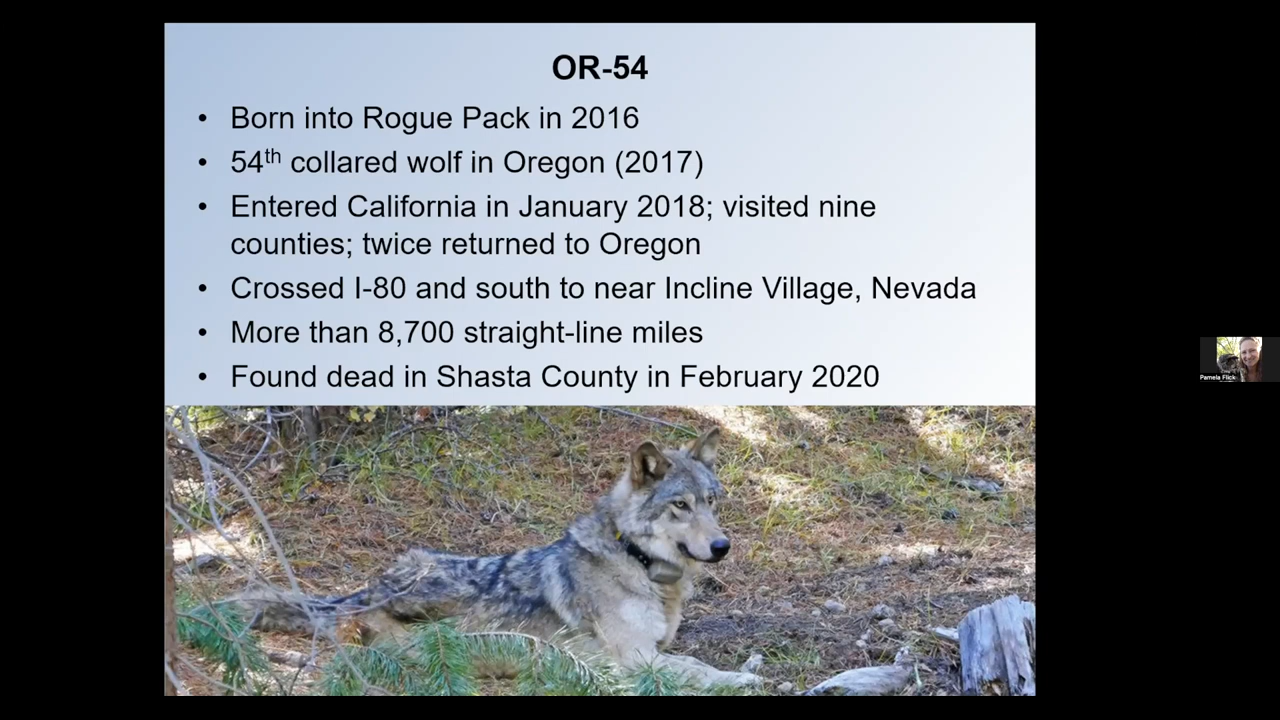 OR-54
• Born into Rogue Pack in 2016
• 54th collared wolf in Oregon (2017)
• Entered California in January 2018; visited nine
counties; twice returned to Oregon
• Crossed I-80 and south to near Incline Village, Nevada
• More than 8,700 straight-line miles
• Found dead in Shasta County in February 2020
Pamela Flick